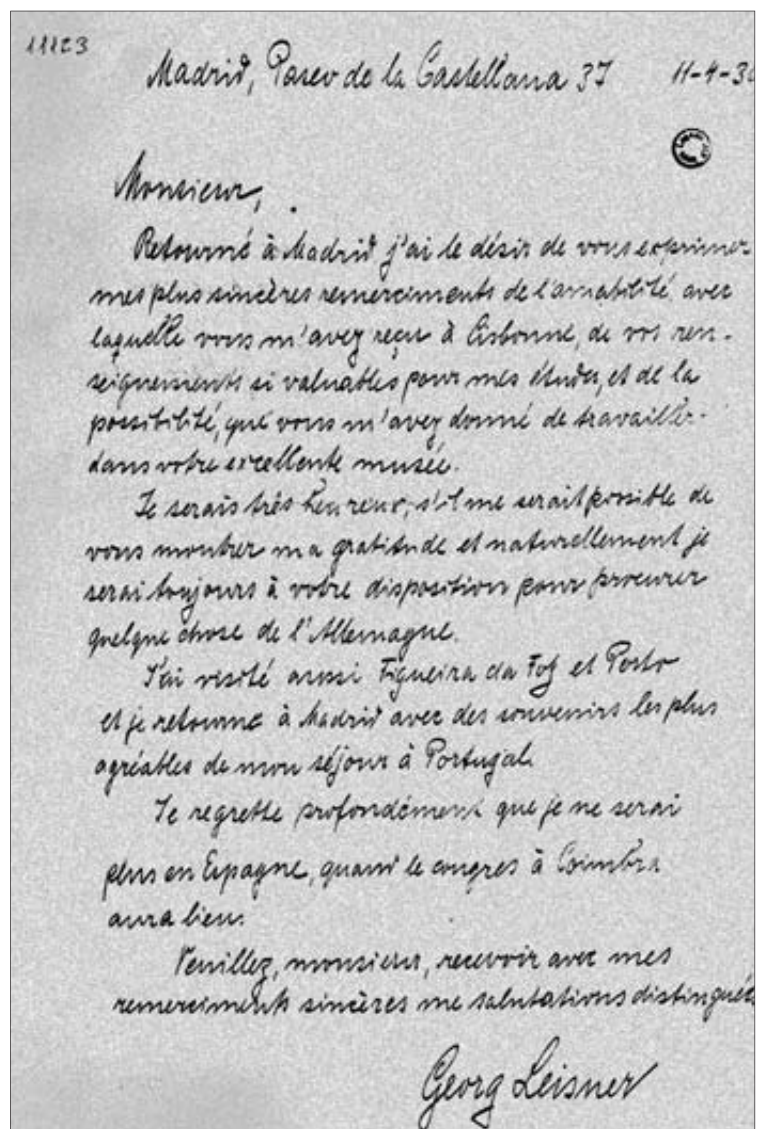 11123
Madrid, Paseo de la Castellana 37 11-4-30
Monsieur,
Retourné à Madrid j'ai le désir de vous exprimer
mes plus sincères remerciments de l'amabilité, avec
laquelle vous m'avez reçu à Lisbonne, de vos ren-
seignements si valuables pour mes études, et de la
possibilité, que vous m'avez donné de travailler
dans votre excellente musée.
Je serais très heureux, s'il me serait possible de
vous montrer ma gratitude et naturellement je
serai toujours à votre disposition pour procurer
quelque chose de l'Allemagne.
J'ai visité aussi Figueira da Foz et Porto
et je retourne à Madrid avec des souvenirs les plus
agréables de mon séjour à Portugal.
Je regrette profondément que je ne serai
plus en Espagne, quand le congres à Coimbra
aura lieu.
Veuillez, monsieur, recevoir avec mes
remerciments sincères me salutations distinguées
Georg Leisner